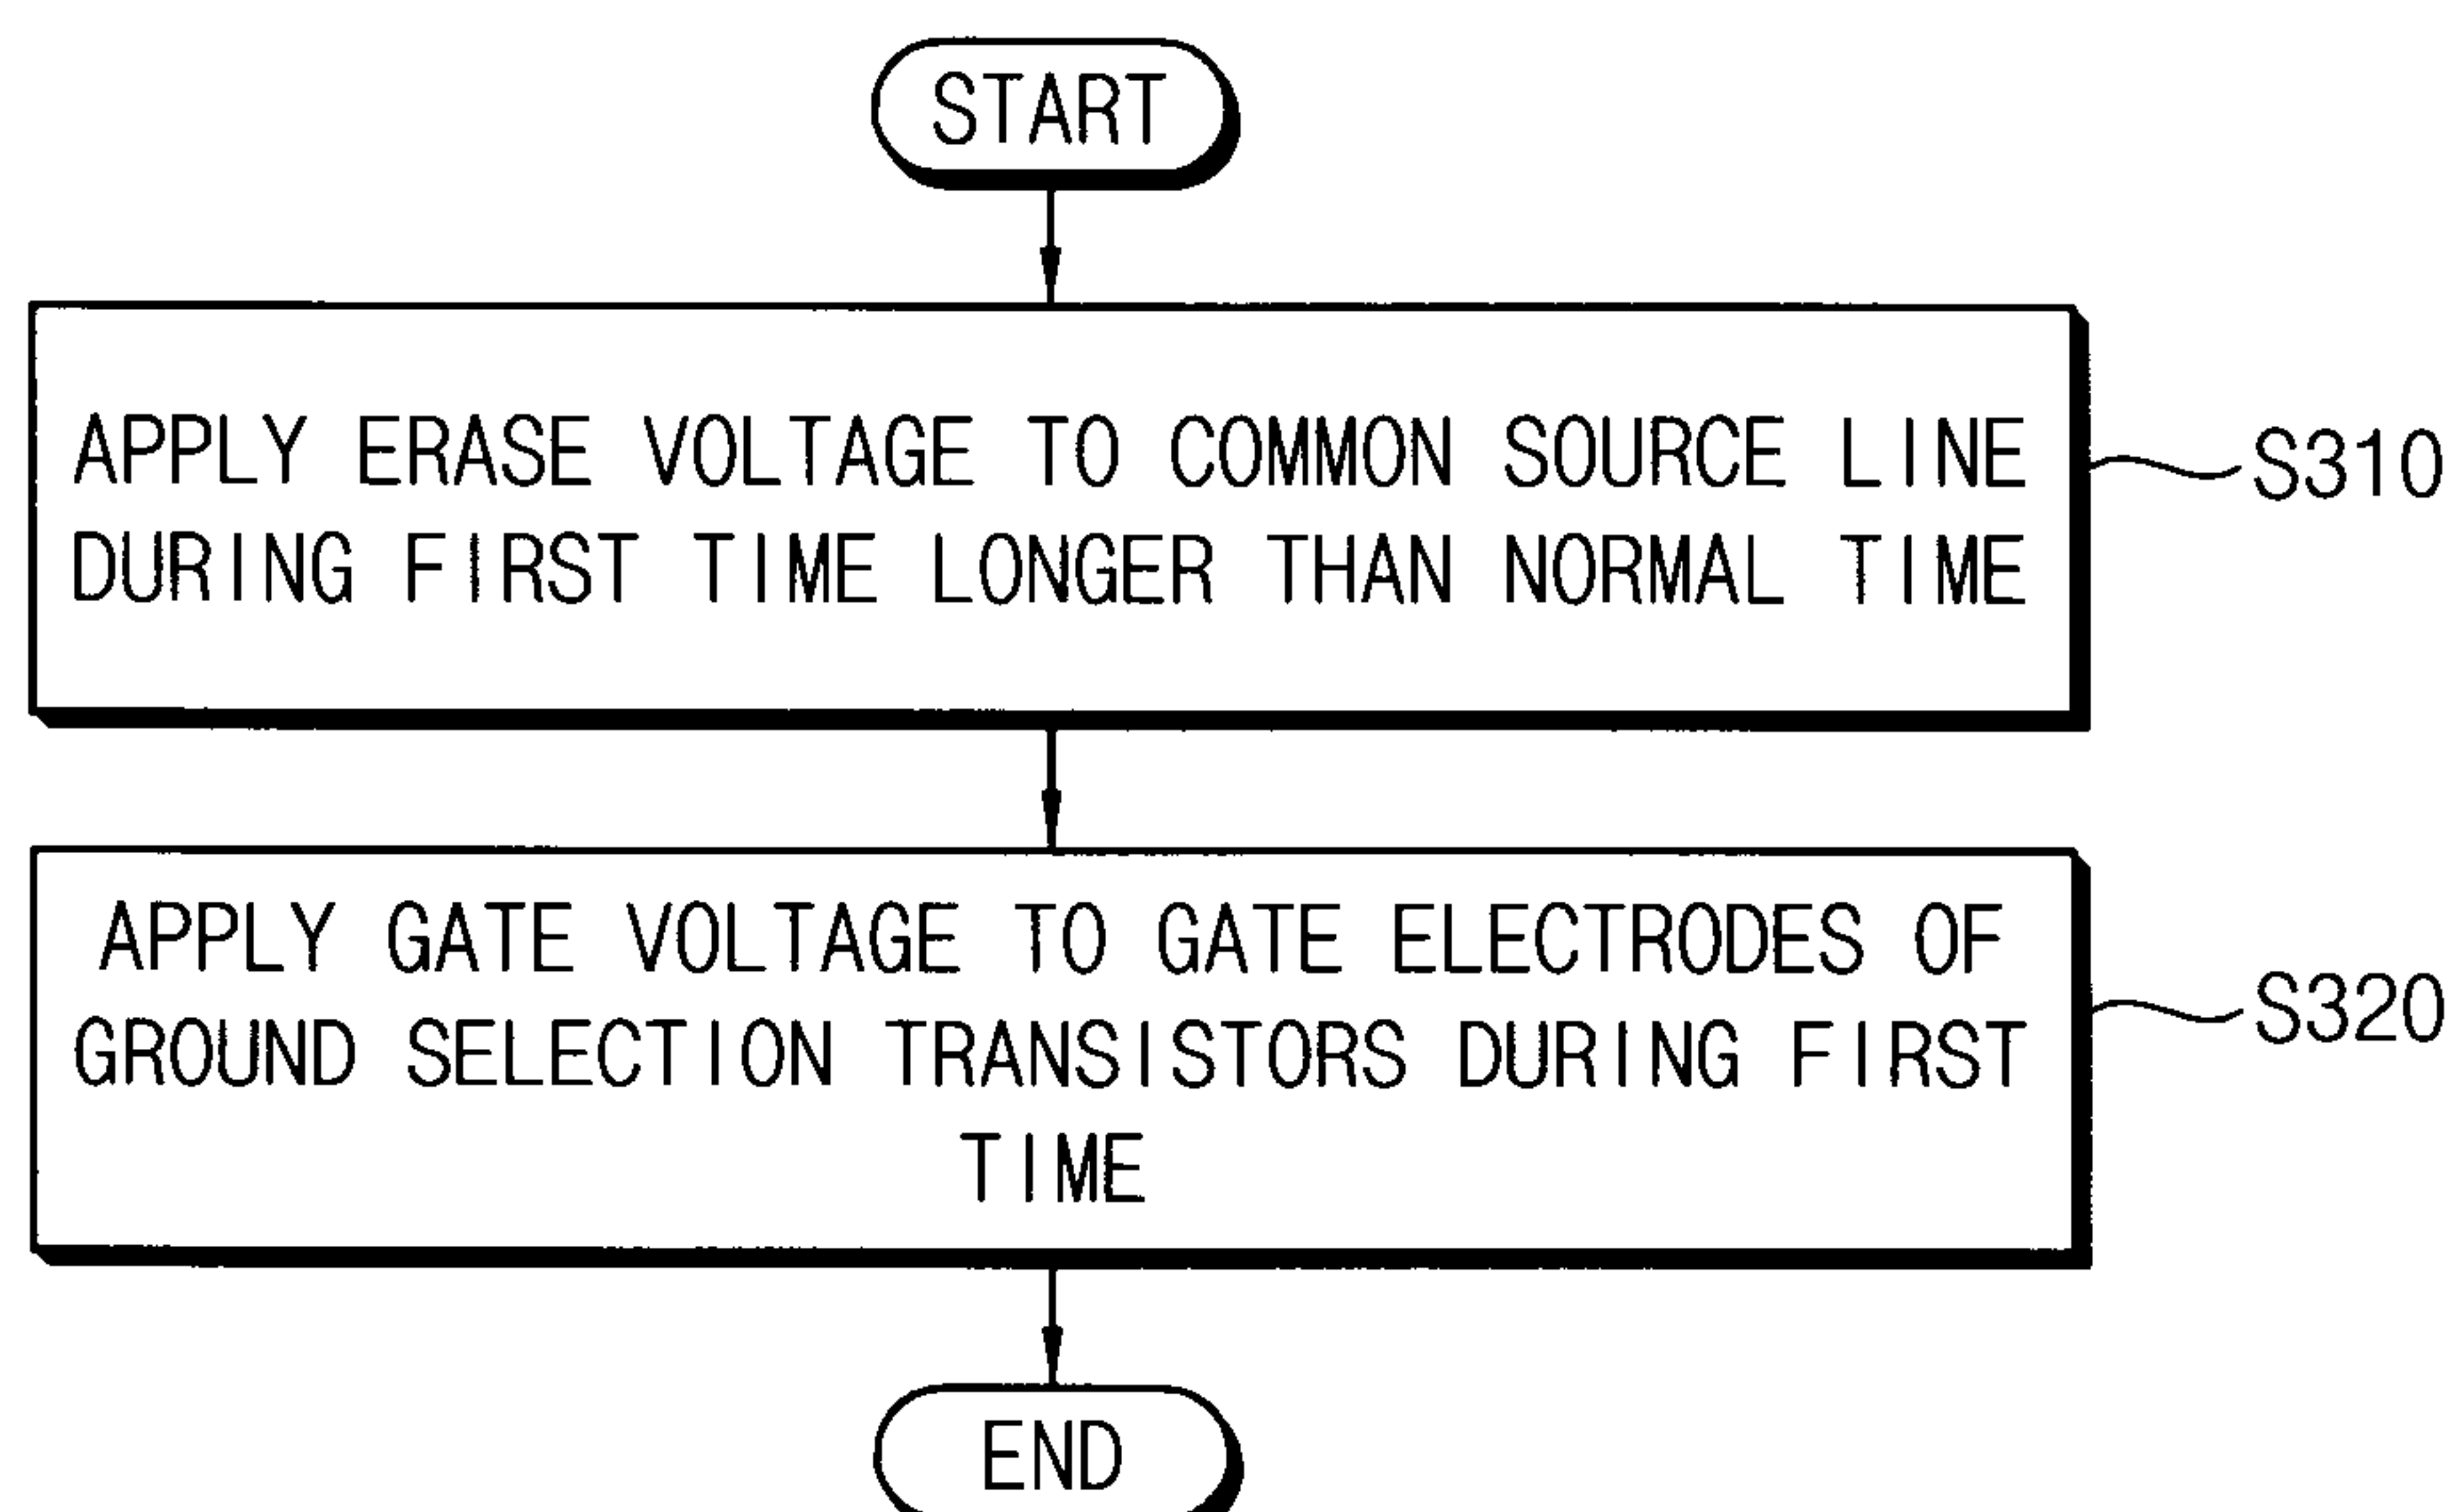 START
APPLY ERASE VOLTAGE TO COMMON SOURCE LINE
DURING FIRST TIME LONGER THAN NORMAL TIME
S310
APPLY GATE VOLTAGE TO GATE ELECTRODES OF
GROUND SELECTION TRANSISTORS DURING FIRST
TIME
S320
END